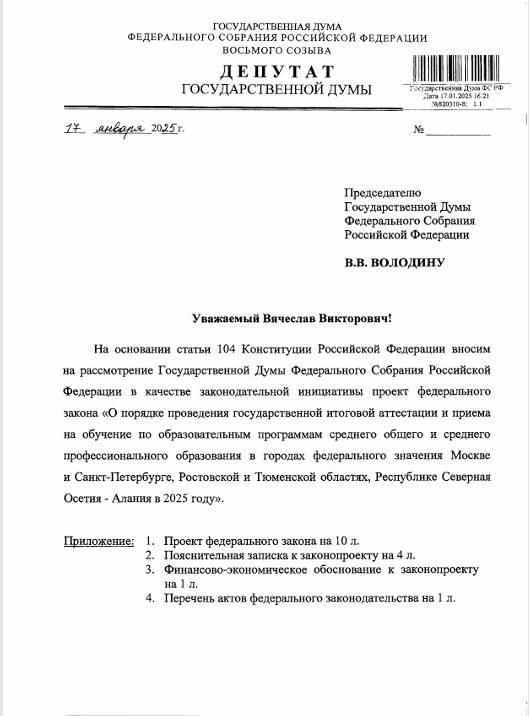 ГОСУДАРСТВЕННАЯ ДУМА
ФЕДЕРАЛЬНОГО СОБРАНИЯ РОССИЙСКОЙ ФЕДЕРАЦИИ
ВОСЬМОГО СОЗЫВА
ДЕПУТАТ
ГОСУДАРСТВЕННОЙ ДУМЫ
Государственная Дума ФС РФ
Дата 17.01.2025 16:21
№820310-8; 1.1
17 января 2025г.
№
Председателю
Государственной Думы
Федерального Собрания
Российской Федерации
В.В. ВОЛОДИНУ
Уважаемый Вячеслав Викторович!
На основании статьи 104 Конституции Российской Федерации вносим
на рассмотрение Государственной Думы Федерального Собрания Российской
Федерации в качестве законодательной инициативы проект федерального
закона «О порядке проведения государственной итоговой аттестации и приема
на обучение по образовательным программам среднего общего и среднего
профессионального образования в городах федерального значения Москве
и Санкт-Петербурге, Ростовской и Тюменской областях, Республике Северная
Осетия - Алания в 2025 году».
Приложение: 1. Проект федерального закона на 10 л.
2. Пояснительная записка к законопроекту на 4 л.
3. Финансово-экономическое обоснование к законопроекту
на 1 л.
4. Перечень актов федерального законодательства на 1 л.